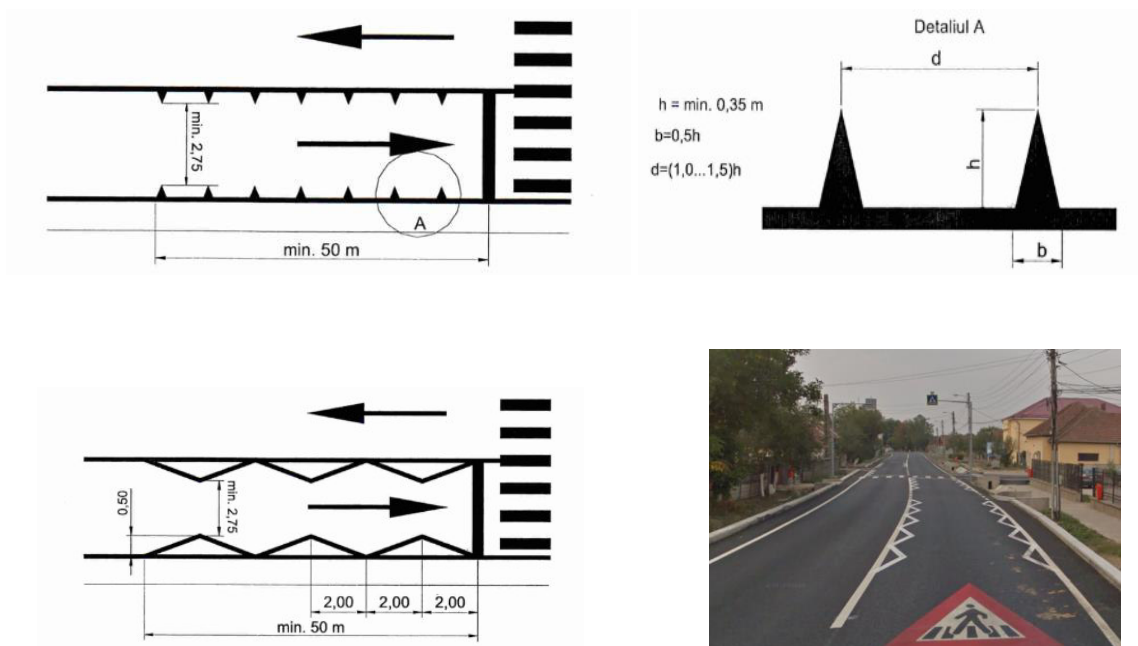 min. 2,75
A
min. 50 m
Detaliul A
d
h = min. 0,35 m
b=0,5h
d=(1,0...1,5)h
h
b
0,50
min. 2,75
2,00
2,00
2,00
min. 50 m